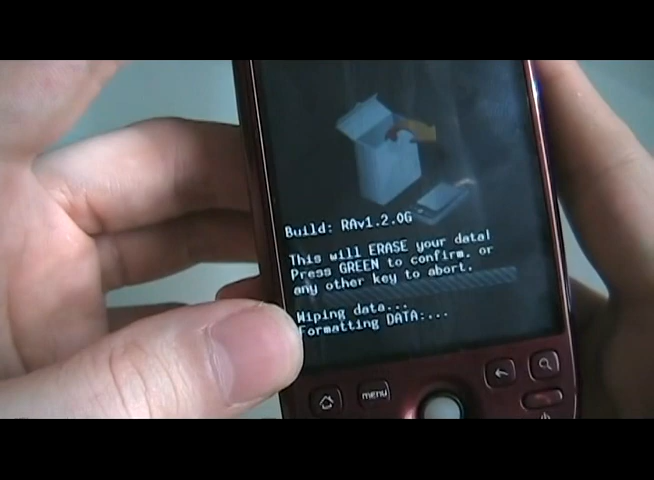 Build: RAv1.2.0G
This will ERASE your data!
Press GREEN to confirm, or
any other key to abort.
Wiping data...
Formatting DATA:...
menu